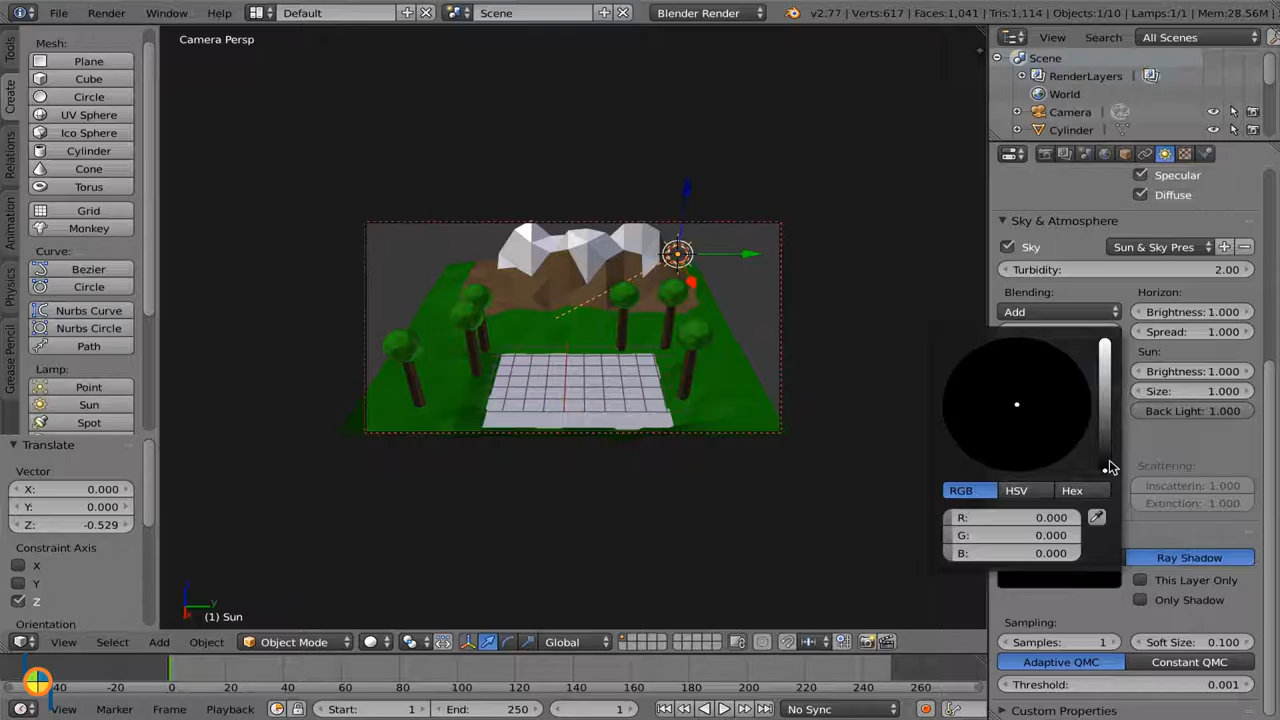 File Render Window Help Default Scene Blender Render v2.77 | Verts:617 | Faces:1,041 | Tris:1,114 | Objects:1/10 | Lamps:1/1 | Mem:28.56M
Tools
Create
Relations
Animation
Physics
Grease Pencil
Mesh:
Plane
Cube
Circle
UV Sphere
Ico Sphere
Cylinder
Cone
Torus
Grid
Monkey
Curve:
Bezier
Circle
Nurbs Curve
Nurbs Circle
Path
Lamp:
Point
Sun
Spot
Translate
Vector
X: 0.000
Y: 0.000
Z: -0.529
Constraint Axis
X
Y
Z
Orientation
Camera Persp
(1) Sun
View Search All Scenes
Scene
RenderLayers
World
Camera
Cylinder
Specular
Diffuse
Sky & Atmosphere
Sky Sun & Sky Pres
Turbidity: 2.00
Blending: Horizon:
Add Brightness: 1.000
Spread: 1.000
Sun:
Brightness: 1.000
Size: 1.000
Back Light: 1.000
Scattering:
Inscatterin: 1.000
Extinction: 1.000
RGB HSV Hex
R: 0.000
G: 0.000
B: 0.000
Ray Shadow
This Layer Only
Only Shadow
Sampling:
Samples: 1 Soft Size: 0.100
Adaptive QMC Constant QMC
Threshold: 0.001
Custom Properties
View Select Add Object Object Mode Global
40 -20 0 20 40 60 80 100 120 140 160 180 200 220 240 260
View Marker Frame Playback Start: 1 End: 250 1 No Sync